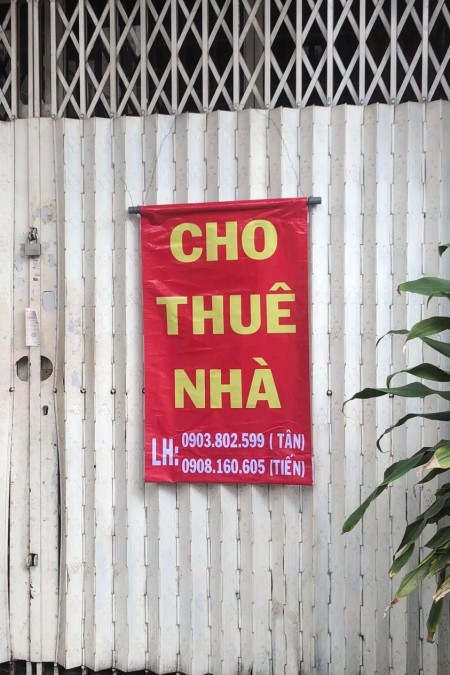 CHO
THUÊ
NHÀ
LH: 0903.802.599 ( TÂN)
0908.160.605 (TIẾN)